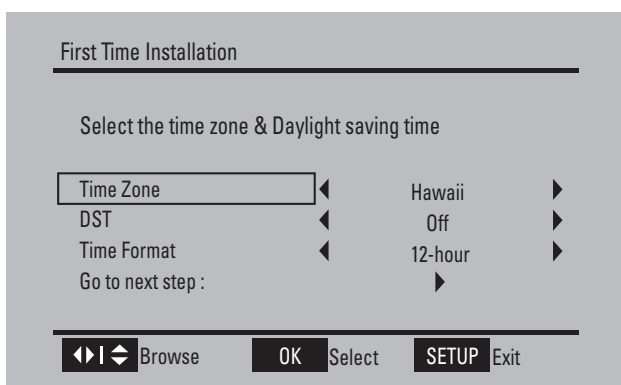 First Time Installation
Select the time zone & Daylight saving time
Time Zone Hawaii
DST Off
Time Format 12-hour
Go to next step :
Browse OK Select SETUP Exit